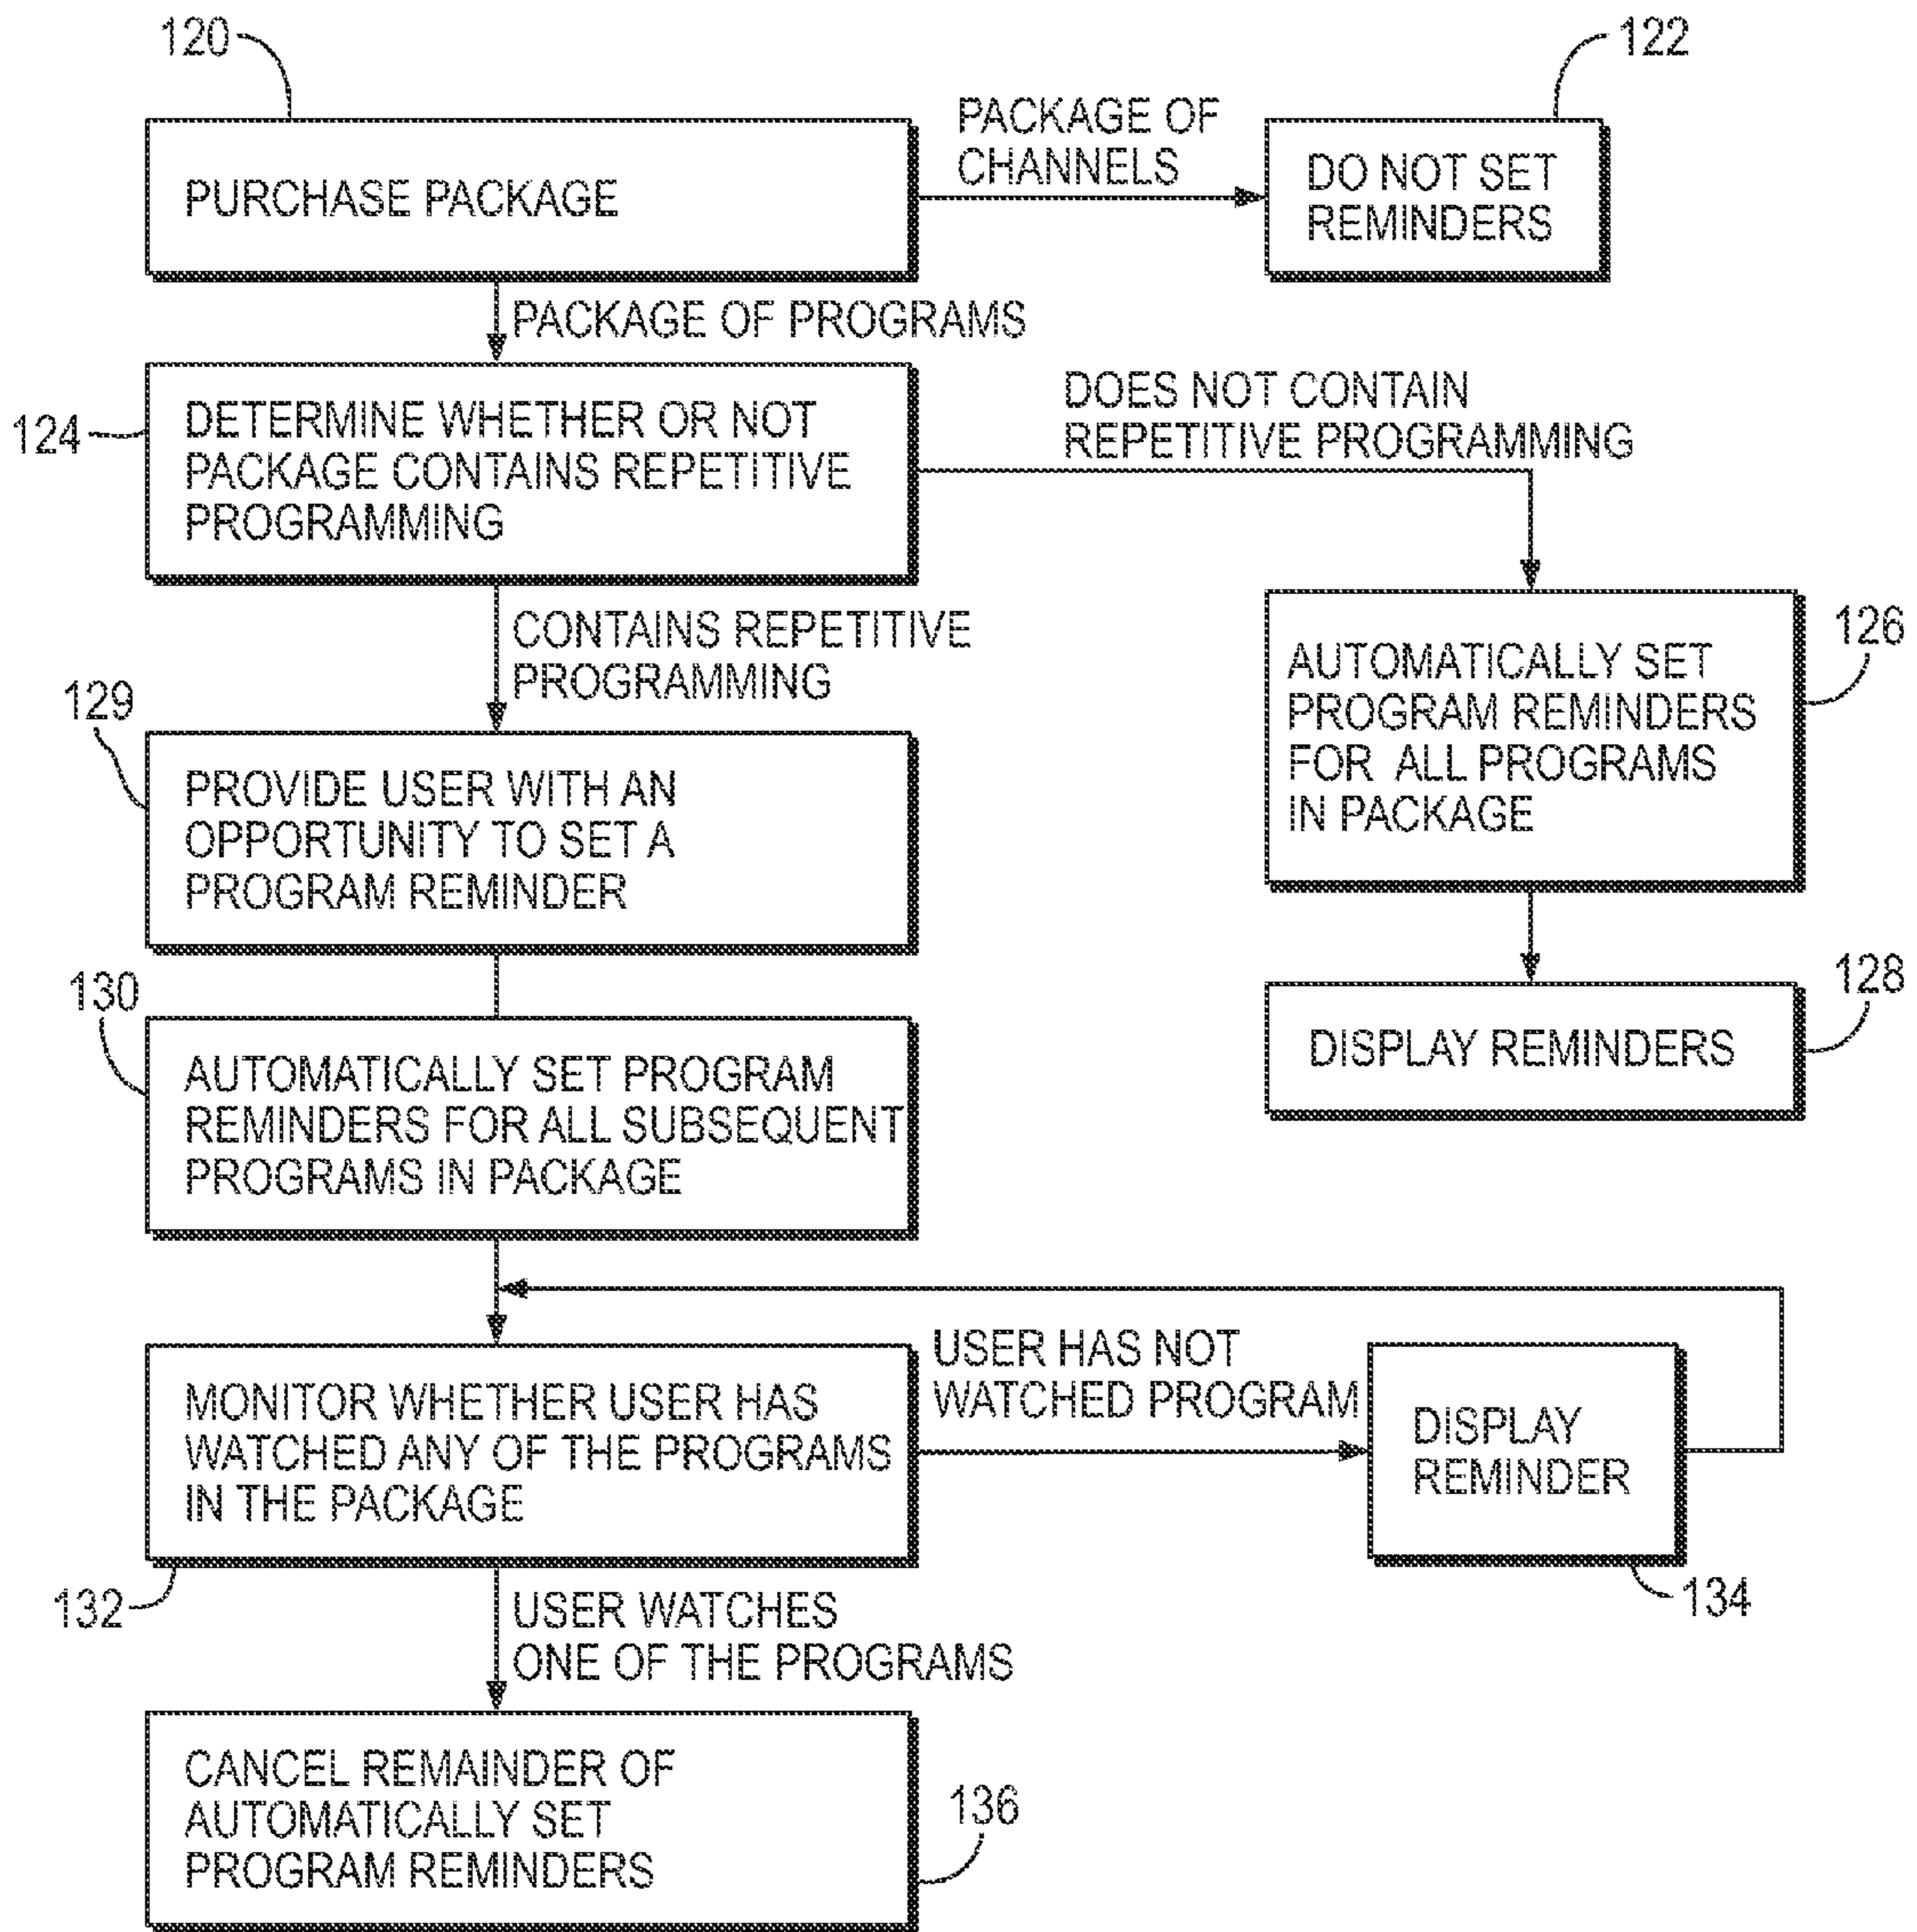 120
122
PURCHASE PACKAGE
PACKAGE OF
CHANNELS
DO NOT SET
REMINDERS
PACKAGE OF PROGRAMS
124
DETERMINE WHETHER OR NOT
PACKAGE CONTAINS REPETITIVE
PROGRAMMING
DOES NOT CONTAIN
REPETITIVE PROGRAMMING
CONTAINS REPETITIVE
PROGRAMMING
126
AUTOMATICALLY SET
PROGRAM REMINDERS
FOR ALL PROGRAMS
IN PACKAGE
129
PROVIDE USER WITH AN
OPPORTUNITY TO SET A
PROGRAM REMINDER
128
DISPLAY REMINDERS
130
AUTOMATICALLY SET PROGRAM
REMINDERS FOR ALL SUBSEQUENT
PROGRAMS IN PACKAGE
MONITOR WHETHER USER HAS
WATCHED ANY OF THE PROGRAMS
IN THE PACKAGE
132
USER HAS NOT
WATCHED PROGRAM
DISPLAY
REMINDER
134
USER WATCHES
ONE OF THE PROGRAMS
CANCEL REMAINDER OF
AUTOMATICALLY SET
PROGRAM REMINDERS
136